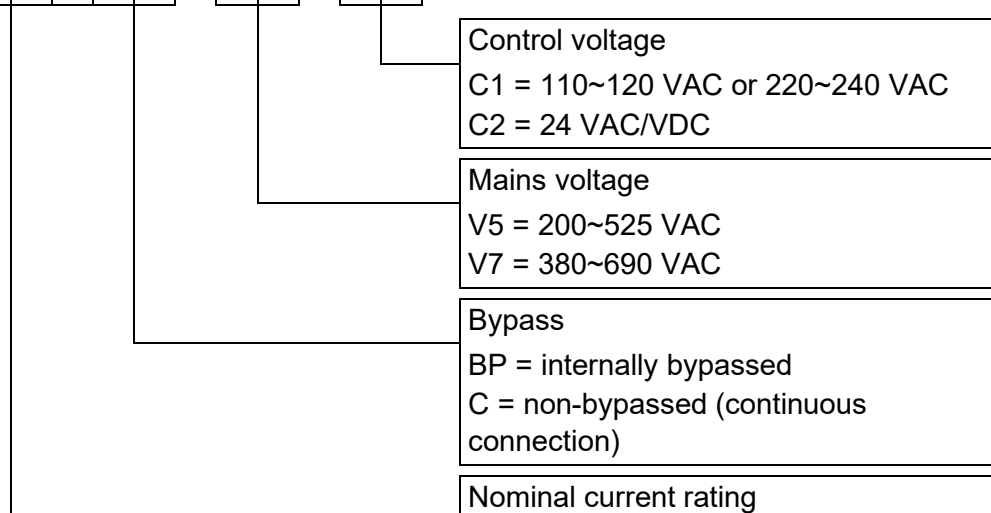 Control voltage
C1 = 110~120 VAC or 220~240 VAC
C2 = 24 VAC/VDC
Mains voltage
V5 = 200~525 VAC
V7 = 380~690 VAC
Bypass
BP = internally bypassed
C = non-bypassed (continuous
connection)
Nominal current rating